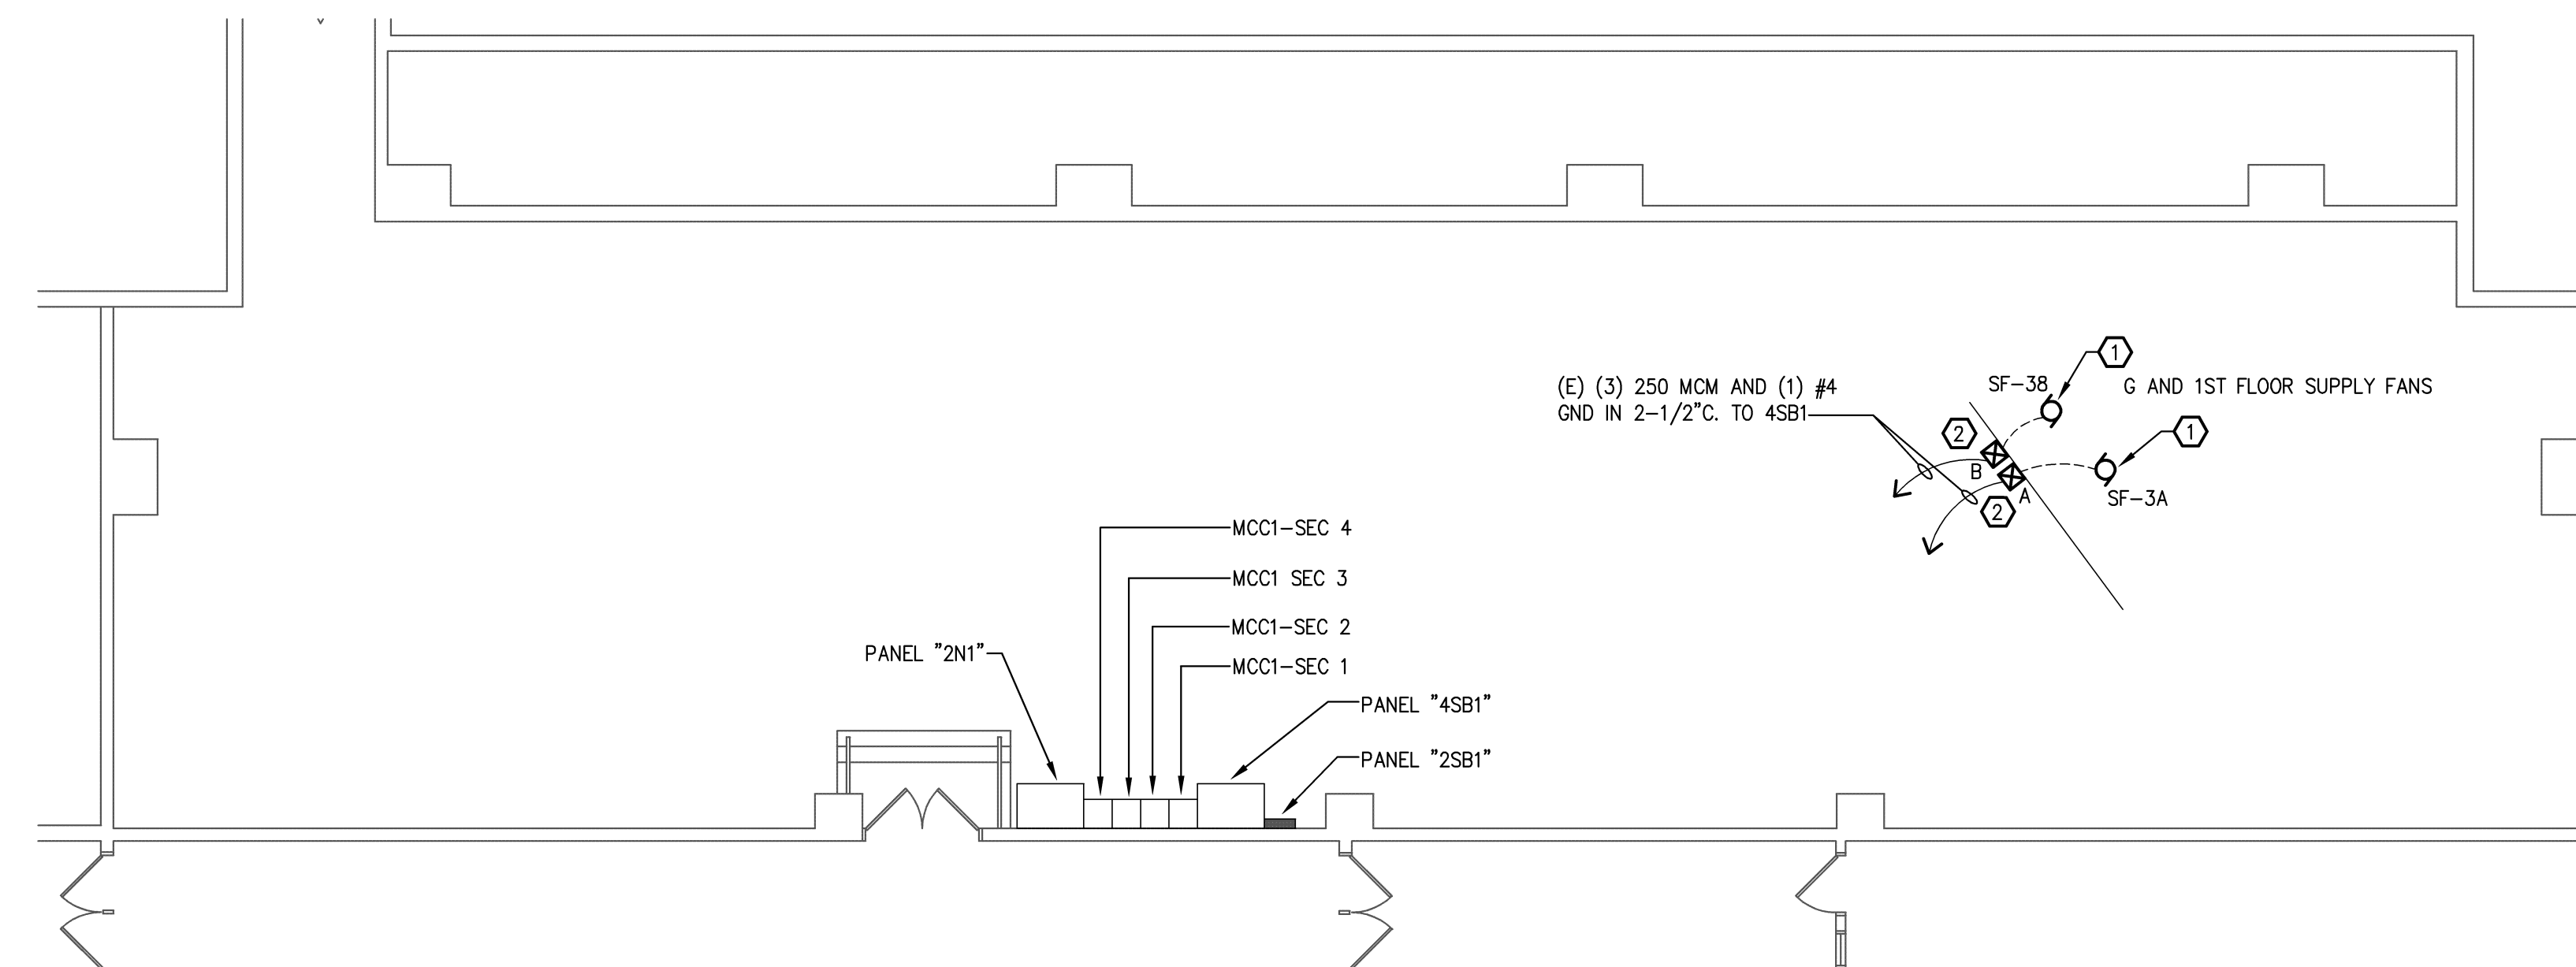 1
SF-38
G AND 1ST FLOOR SUPPLY FANS
(E) (3) 250 MCM AND (1) #4
GND IN 2-1/2"C. TO 4SB1
2
1
B
A
SF-3A
2
MCC1-SEC 4
MCC1 SEC 3
MCC1-SEC 2
PANEL "2N1"
MCC1-SEC 1
PANEL "4SB1"
PANEL "2SB1"